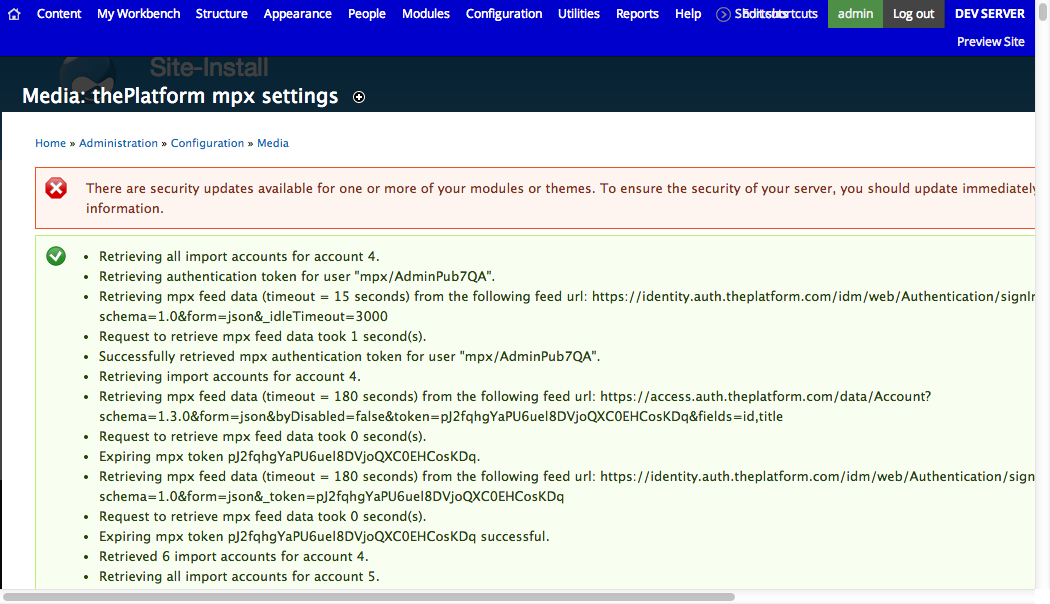 Content My Workbench Structure Appearance People Modules Configuration Utilities Reports Help Edit shortcuts admin Log out DEV SERVER
Preview Site
Site-Install
Media: thePlatform mpx settings
Home » Administration » Configuration » Media
There are security updates available for one or more of your modules or themes. To ensure the security of your server, you should update immediately
information.
Retrieving all import accounts for account 4.
Retrieving authentication token for user "mpx/AdminPub7QA".
Retrieving mpx feed data (timeout = 15 seconds) from the following feed url: https://identity.auth.theplatform.com/idm/web/Authentication/signIn
schema=1.0&form=json&_idleTimeout=3000
Request to retrieve mpx feed data took 1 second(s).
Successfully retrieved mpx authentication token for user "mpx/AdminPub7QA".
Retrieving import accounts for account 4.
Retrieving mpx feed data (timeout = 180 seconds) from the following feed url: https://access.auth.theplatform.com/data/Account?
schema=1.3.0&form=json&byDisabled=false&token=pJ2fqhgYaPU6uel8DVjoQXC0EHCosKDq&fields=id,title
Request to retrieve mpx feed data took 0 second(s).
Expiring mpx token pJ2fqhgYaPU6uel8DVjoQXC0EHCosKDq.
Retrieving mpx feed data (timeout = 180 seconds) from the following feed url: https://identity.auth.theplatform.com/idm/web/Authentication/sign
schema=1.0&form=json&_token=pJ2fqhgYaPU6uel8DVjoQXC0EHCosKDq
Request to retrieve mpx feed data took 0 second(s).
Expiring mpx token pJ2fqhgYaPU6uel8DVjoQXC0EHCosKDq successful.
Retrieved 6 import accounts for account 4.
Retrieving all import accounts for account 5.